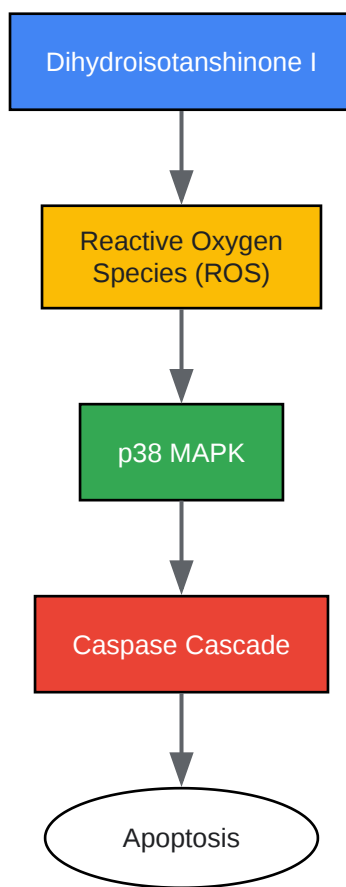 Dihydroisotanshinone I
Reactive Oxygen
Species (ROS)
p38 MAPK
Caspase Cascade
Apoptosis